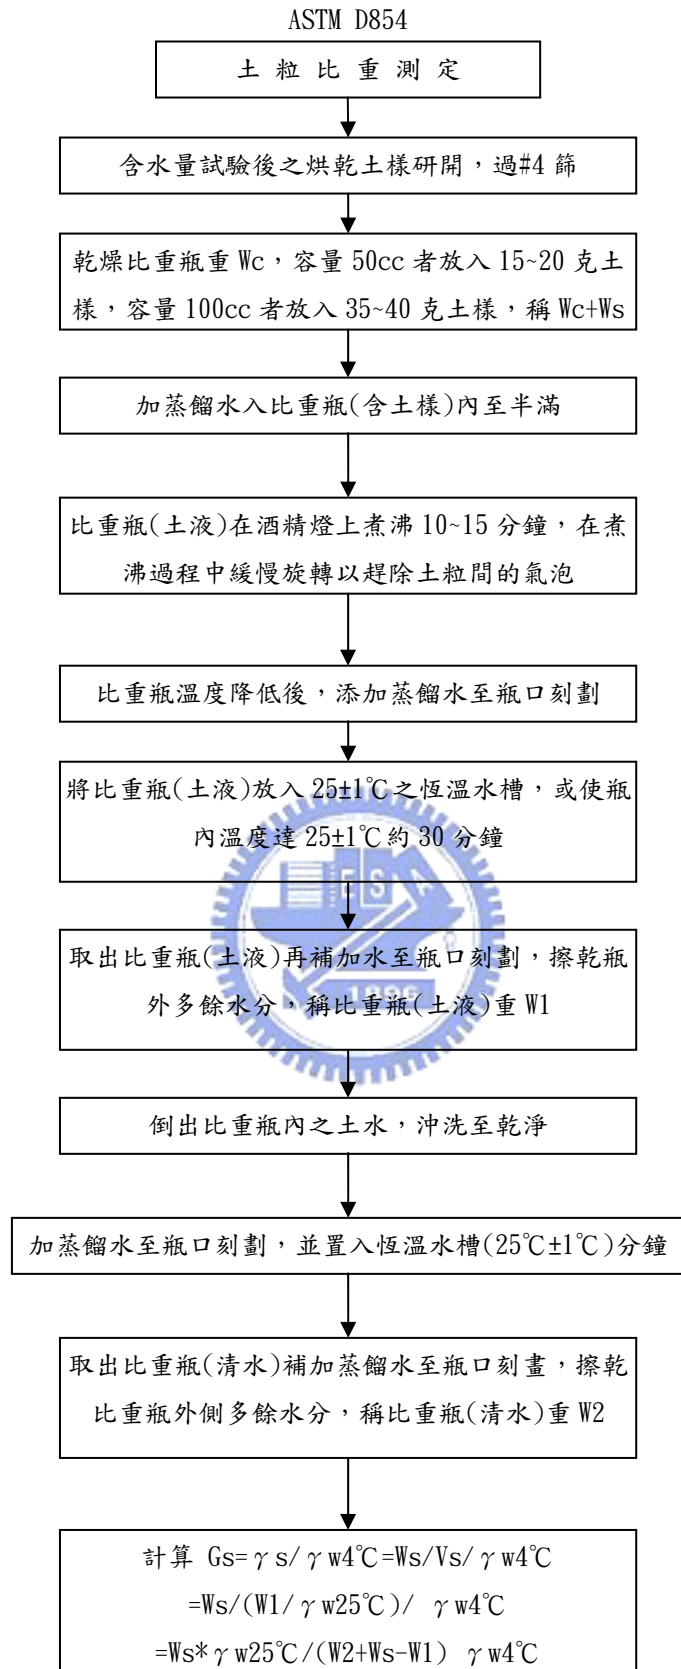 ASTM D854
土 粒 比 重 測 定
含水量試驗後之烘乾土樣研開，過#4 篩
乾燥比重瓶重 Wc，容量 50cc 者放入 15~20 克土
樣，容量 100cc 者放入 35~40 克土樣，稱 Wc+Ws
加蒸餾水入比重瓶(含土樣)內至半滿
比重瓶(土液)在酒精燈上煮沸 10~15 分鐘，在煮
沸過程中緩慢旋轉以趕除土粒間的氣泡
比重瓶溫度降低後，添加蒸餾水至瓶口刻劃
將比重瓶(土液)放入 25±1℃之恆溫水槽，或使瓶
內溫度達 25±1℃約 30 分鐘
取出比重瓶(土液)再補加水至瓶口刻劃，擦乾瓶
外多餘水分，稱比重瓶(土液)重 W1
倒出比重瓶內之土水，沖洗至乾淨
加蒸餾水至瓶口刻劃，並置入恆溫水槽(25℃±1℃)分鐘
取出比重瓶(清水)補加蒸餾水至瓶口刻畫，擦乾
比重瓶外側多餘水分，稱比重瓶(清水)重 W2
計算 Gs=γs/γw4℃=Ws/Vs/γw4℃
=Ws/(W1/γw25℃)/ γw4℃
=Ws*γw25℃/(W2+Ws-W1) γw4℃
E S A
1896